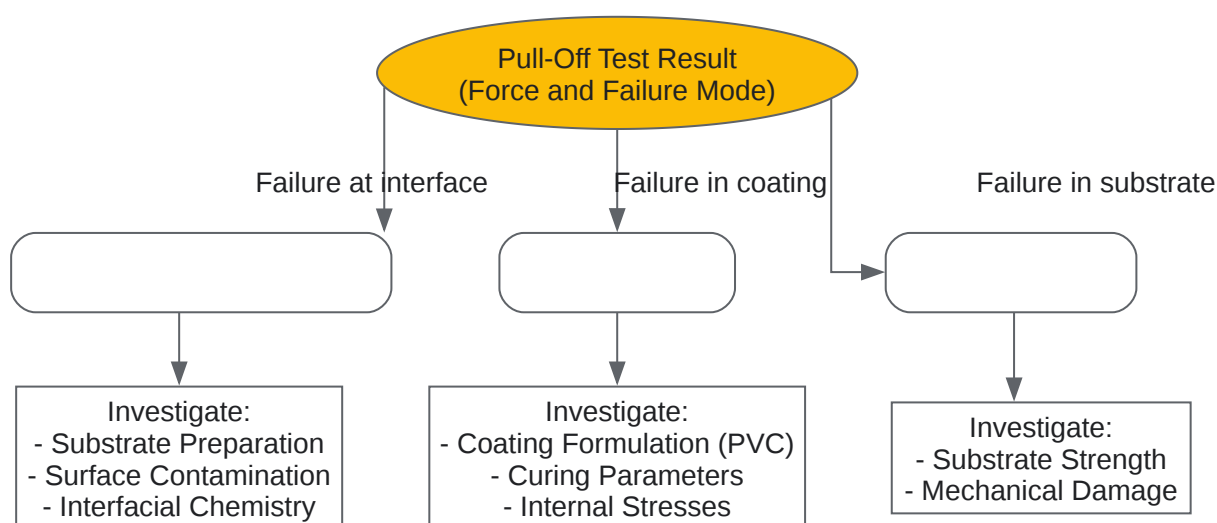 Pull-Off Test Result
(Force and Failure Mode)
Failure at interface
Failure in coating
Failure in substrate
Investigate:
- Substrate Preparation
- Surface Contamination
- Interfacial Chemistry
Investigate:
- Coating Formulation (PVC)
- Curing Parameters
- Internal Stresses
Investigate:
- Substrate Strength
- Mechanical Damage